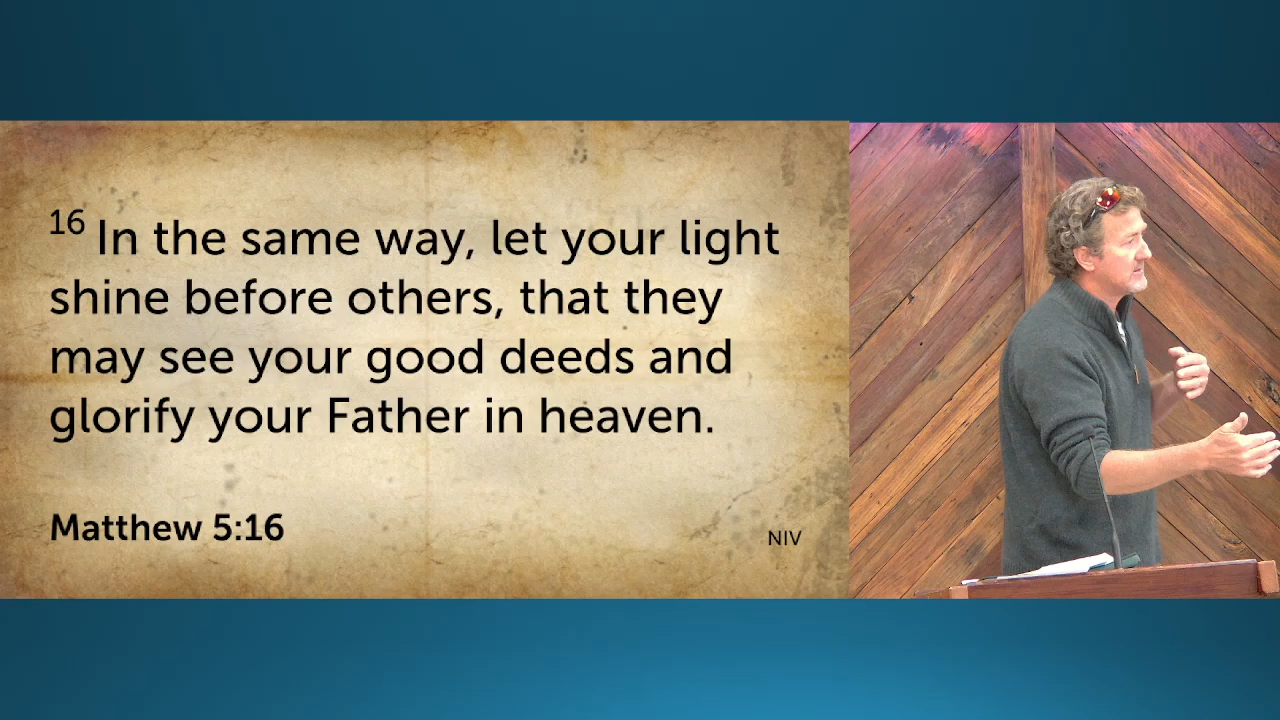 16 In the same way, let your light
shine before others, that they
may see your good deeds and
glorify your Father in heaven.
Matthew 5:16
NIV